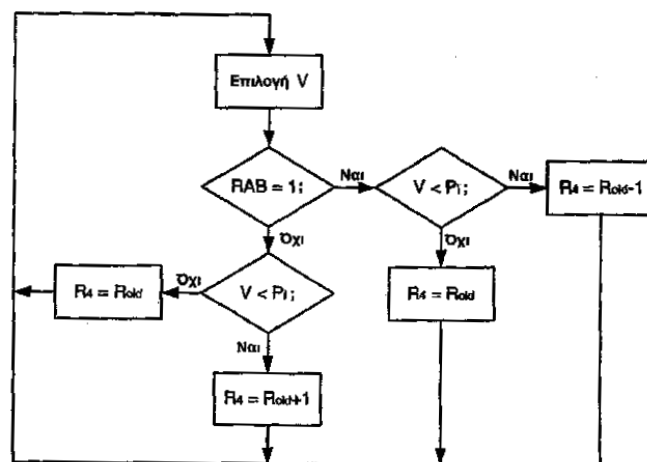 Επιλογή V
RAB = 1;
Ναι
V < Pi;
Ναι
R4 = Rold-1
Όχι
Όχι
R4 = Rold
Όχι
V < Pi;
R4 = Rold
Ναι
R4 = Rold+1